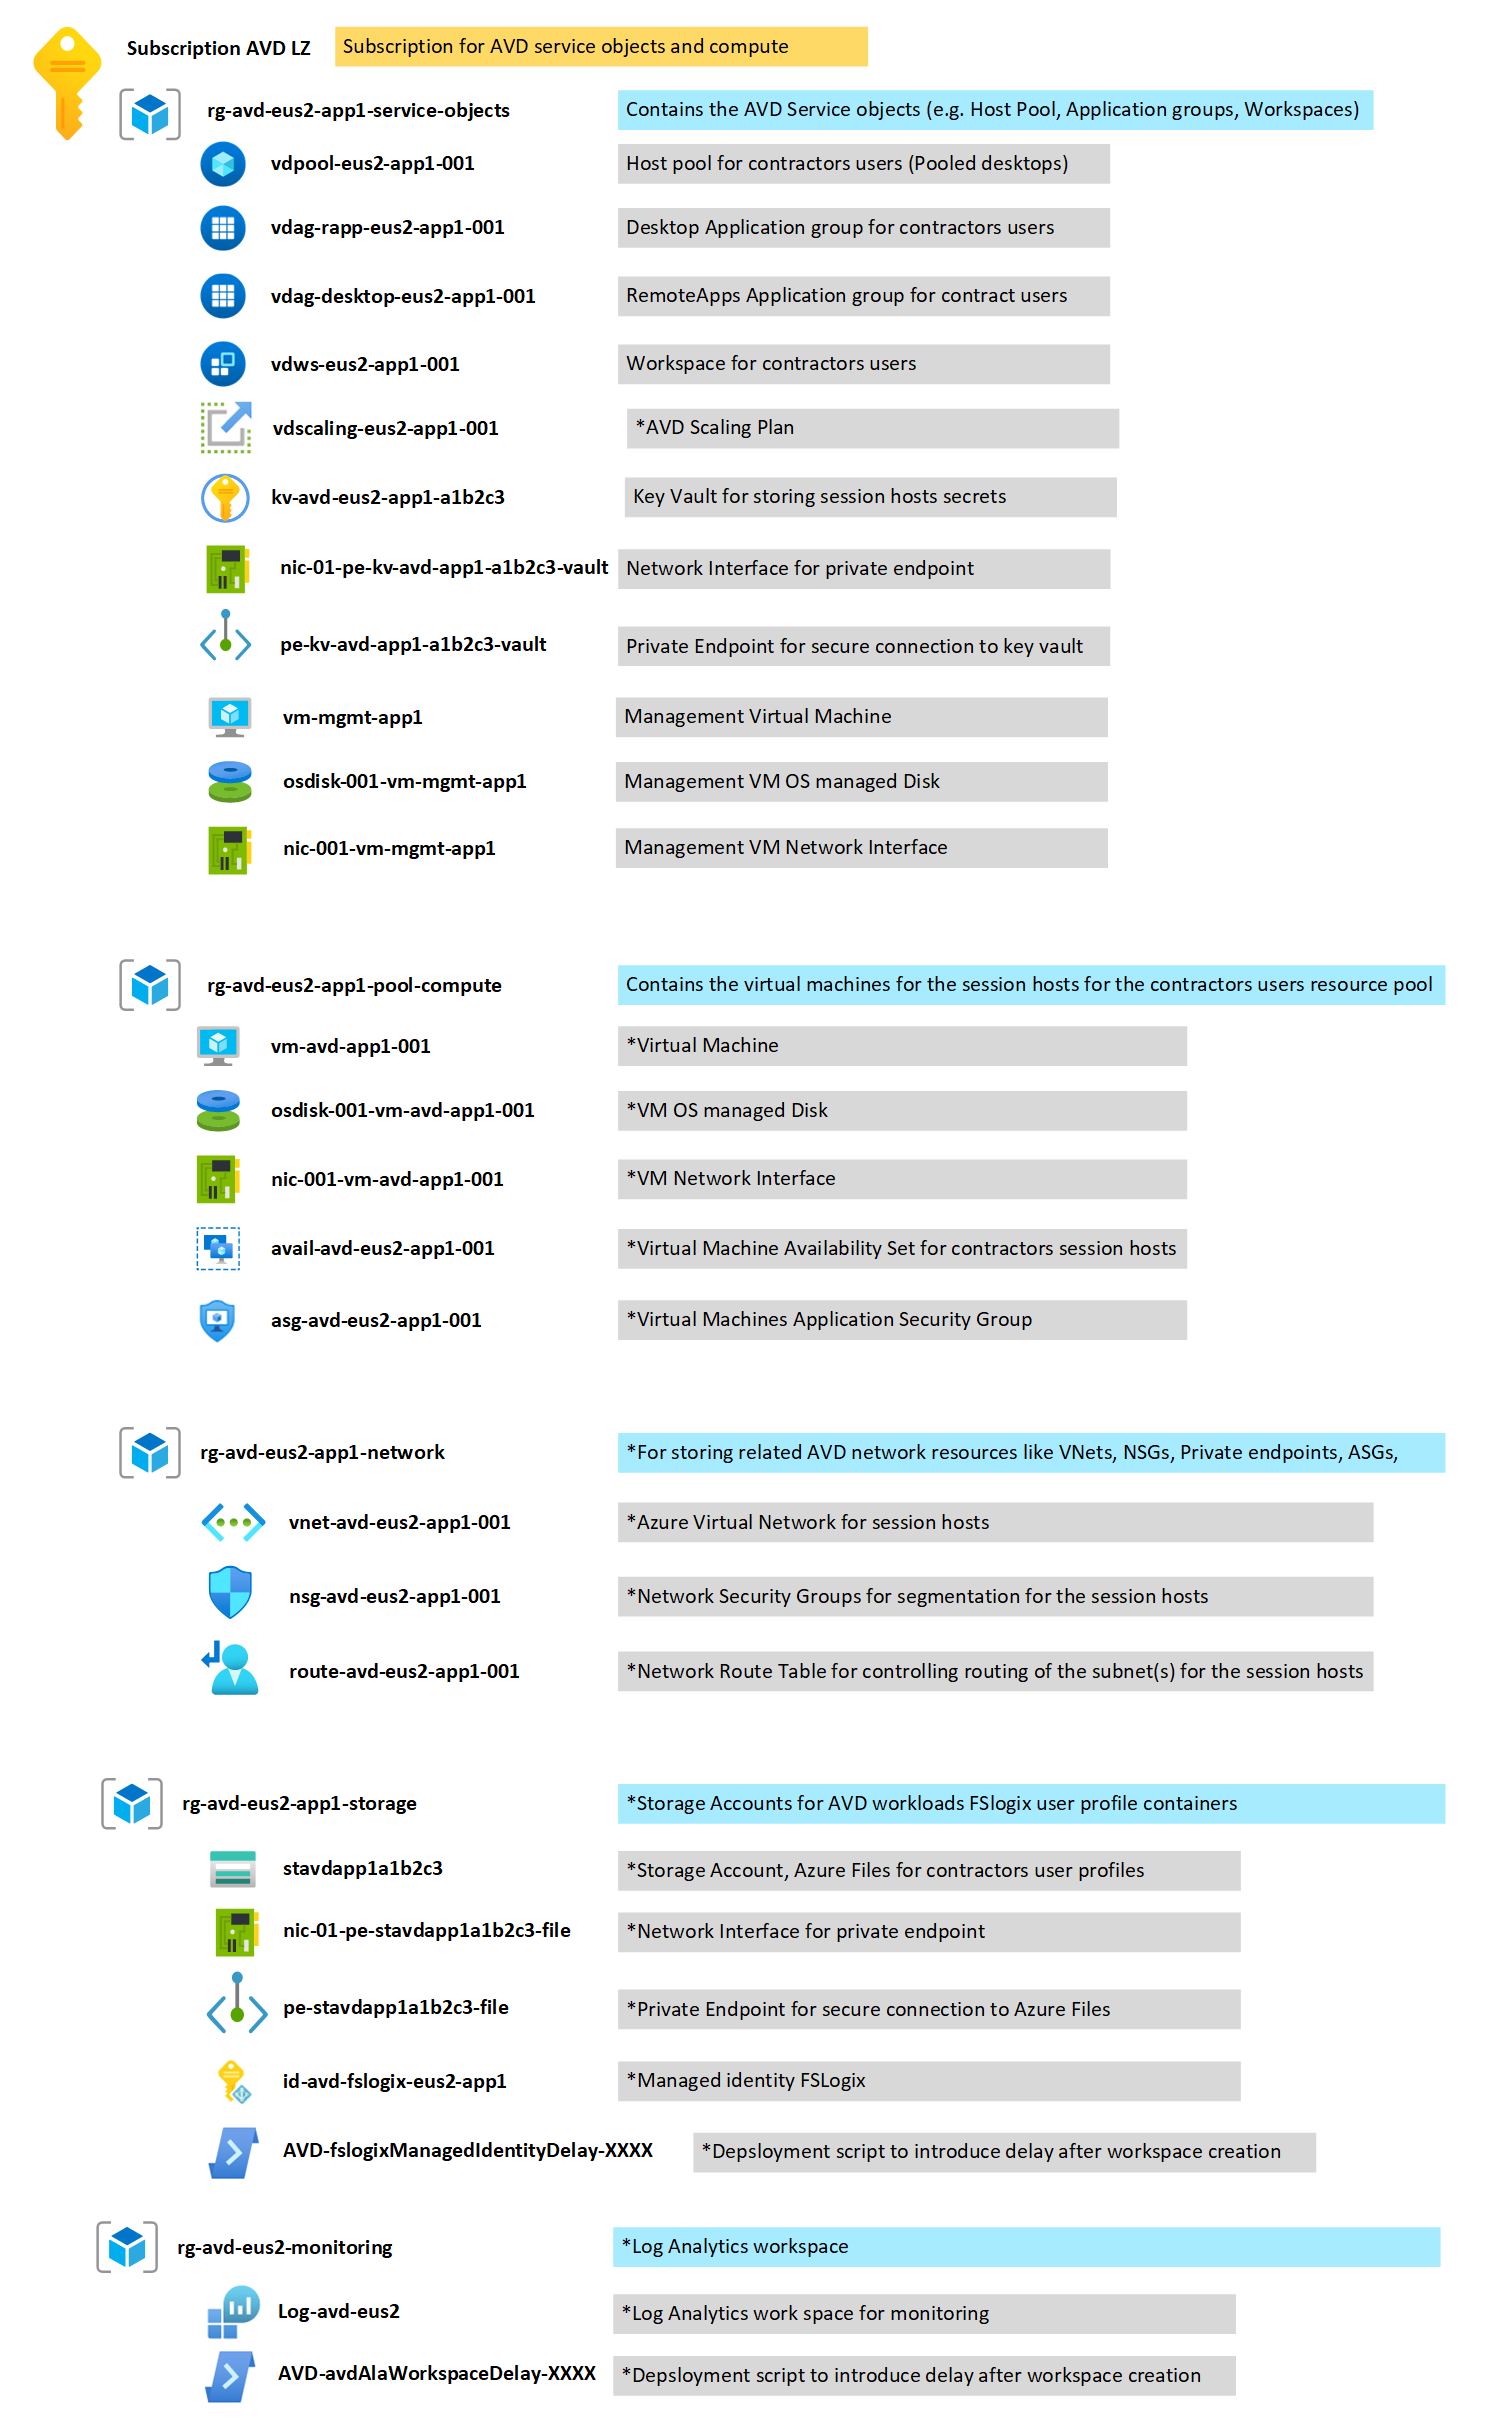 Subscription AVD LZ
Subscription for AVD service objects and compute
rg-avd-eus2-app1-service-objects
Contains the AVD Service objects (e.g. Host Pool, Application groups, Workspaces)
vdpool-eus2-app1-001
Host pool for contractors users (Pooled desktops)
vdag-rapp-eus2-app1-001
Desktop Application group for contractors users
vdag-desktop-eus2-app1-001
RemoteApps Application group for contract users
vdws-eus2-app1-001
Workspace for contractors users
vdscaling-eus2-app1-001
*AVD Scaling Plan
kv-avd-eus2-app1-a1b2c3
Key Vault for storing session hosts secrets
nic-01-pe-kv-avd-app1-a1b2c3-vault
Network Interface for private endpoint
pe-kv-avd-app1-a1b2c3-vault
Private Endpoint for secure connection to key vault
vm-mgmt-app1
Management Virtual Machine
osdisk-001-vm-mgmt-app1
Management VM OS managed Disk
nic-001-vm-mgmt-app1
Management VM Network Interface
rg-avd-eus2-app1-pool-compute
Contains the virtual machines for the session hosts for the contractors users resource pool
vm-avd-app1-001
*Virtual Machine
osdisk-001-vm-avd-app1-001
*VM OS managed Disk
nic-001-vm-avd-app1-001
*VM Network Interface
avail-avd-eus2-app1-001
*Virtual Machine Availability Set for contractors session hosts
asg-avd-eus2-app1-001
*Virtual Machines Application Security Group
rg-avd-eus2-app1-network
*For storing related AVD network resources like VNets, NSGs, Private endpoints, ASGs,
vnet-avd-eus2-app1-001
*Azure Virtual Network for session hosts
nsg-avd-eus2-app1-001
*Network Security Groups for segmentation for the session hosts
route-avd-eus2-app1-001
*Network Route Table for controlling routing of the subnet(s) for the session hosts
rg-avd-eus2-app1-storage
*Storage Accounts for AVD workloads FSlogix user profile containers
stavdapp1a1b2c3
*Storage Account, Azure Files for contractors user profiles
nic-01-pe-stavdapp1a1b2c3-file
*Network Interface for private endpoint
pe-stavdapp1a1b2c3-file
*Private Endpoint for secure connection to Azure Files
id-avd-fslogix-eus2-app1
*Managed identity FSLogix
AVD-fslogixManagedIdentityDelay-XXXX
*Depsloyment script to introduce delay after workspace creation
rg-avd-eus2-monitoring
*Log Analytics workspace
Log-avd-eus2
*Log Analytics work space for monitoring
AVD-avdAlaWorkspaceDelay-XXXX
*Depsloyment script to introduce delay after workspace creation